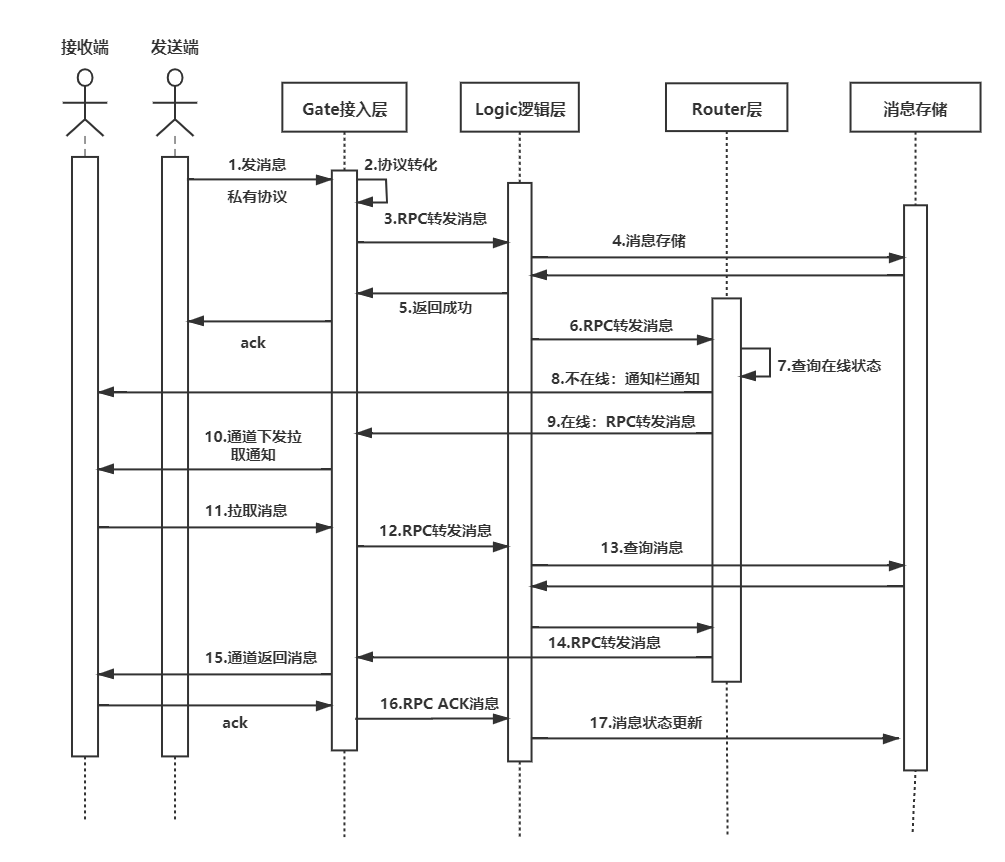 接收端
发送端
Gate接入层
Logic逻辑层
Router层
消息存储
1.发消息
私有协议
2.协议转化
3.RPC转发消息
4.消息存储
5.返回成功
ack
6.RPC转发消息
7.查询在线状态
8.不在线：通知栏通知
9.在线：RPC转发消息
10.通道下发拉
取通知
11.拉取消息
12.RPC转发消息
13.查询消息
14.RPC转发消息
15.通道返回消息
16.RPC ACK消息
ack
17.消息状态更新